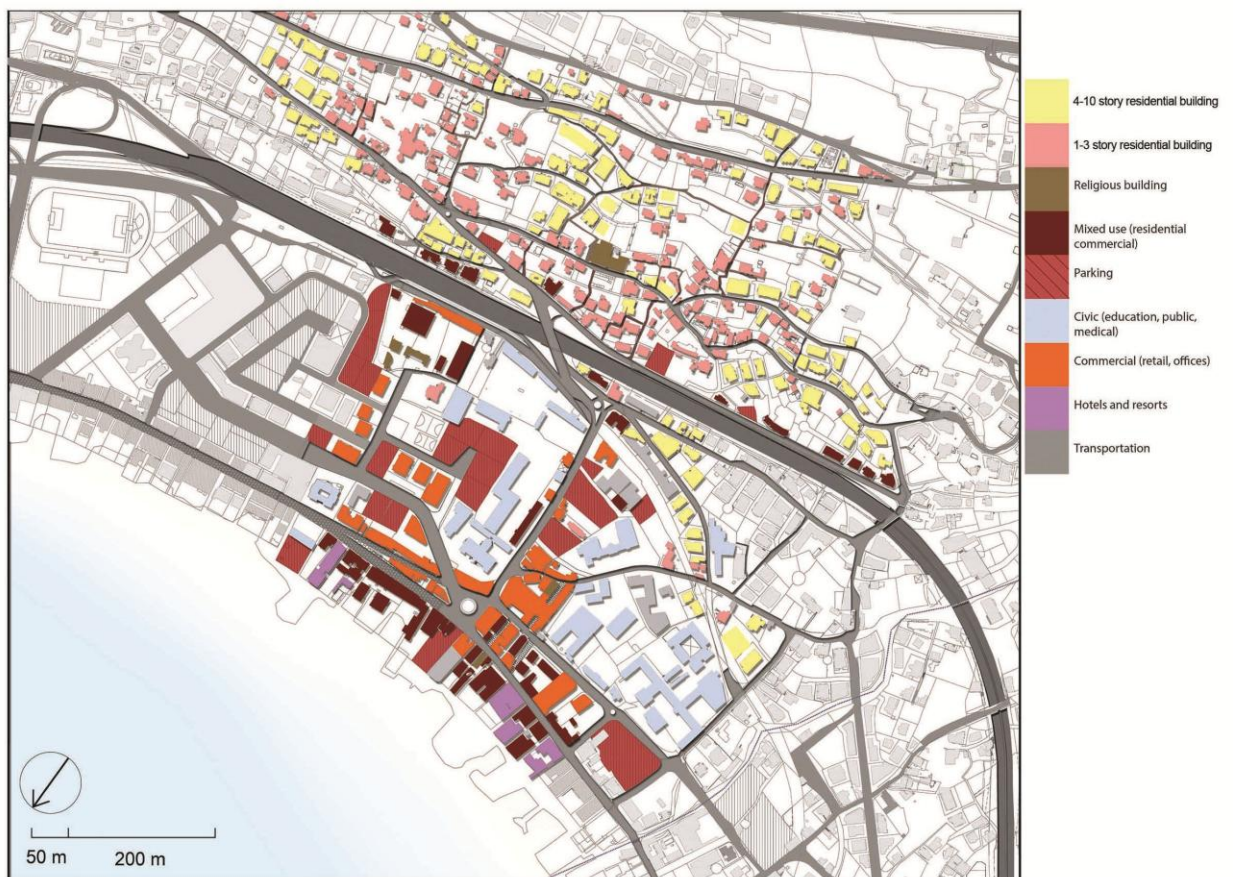 4-10 story residential building
1-3 story residential building
Religious building
Mixed use (residential
commercial)
Parking
Civic (education, public,
medical)
Commercial (retail, offices)
Hotels and resorts
Transportation
50 m
200 m